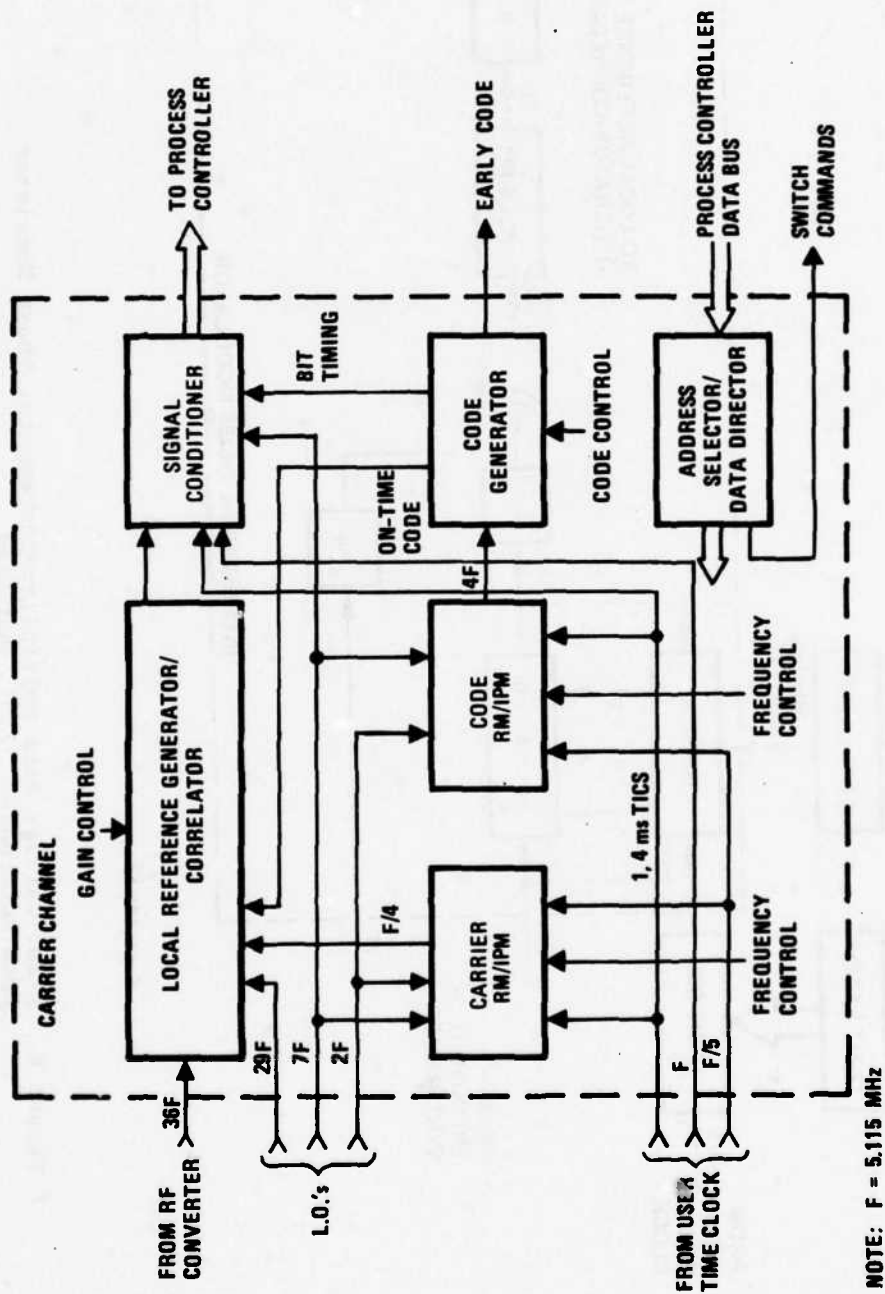 CARRIER CHANNEL
GAIN CONTROL
FROM RF
CONVERTER
36F
LOCAL REFERENCE GENERATOR/
CORRELATOR
SIGNAL
CONDITIONER
TO PROCESS
CONTROLLER
L.O.'s
29F
7F
2F
F/4
ON-TIME
CODE
BIT
TIMING
CARRIER
RM/IPM
CODE
RM/IPM
4F
CODE
GENERATOR
EARLY CODE
CODE CONTROL
FROM USER
TIME CLOCK
1, 4 ms TICS
F
F/5
FREQUENCY
CONTROL
FREQUENCY
CONTROL
ADDRESS
SELECTOR/
DATA DIRECTOR
PROCESS CONTROLLER
DATA BUS
SWITCH
COMMANDS
NOTE: F = 5.115 MHz